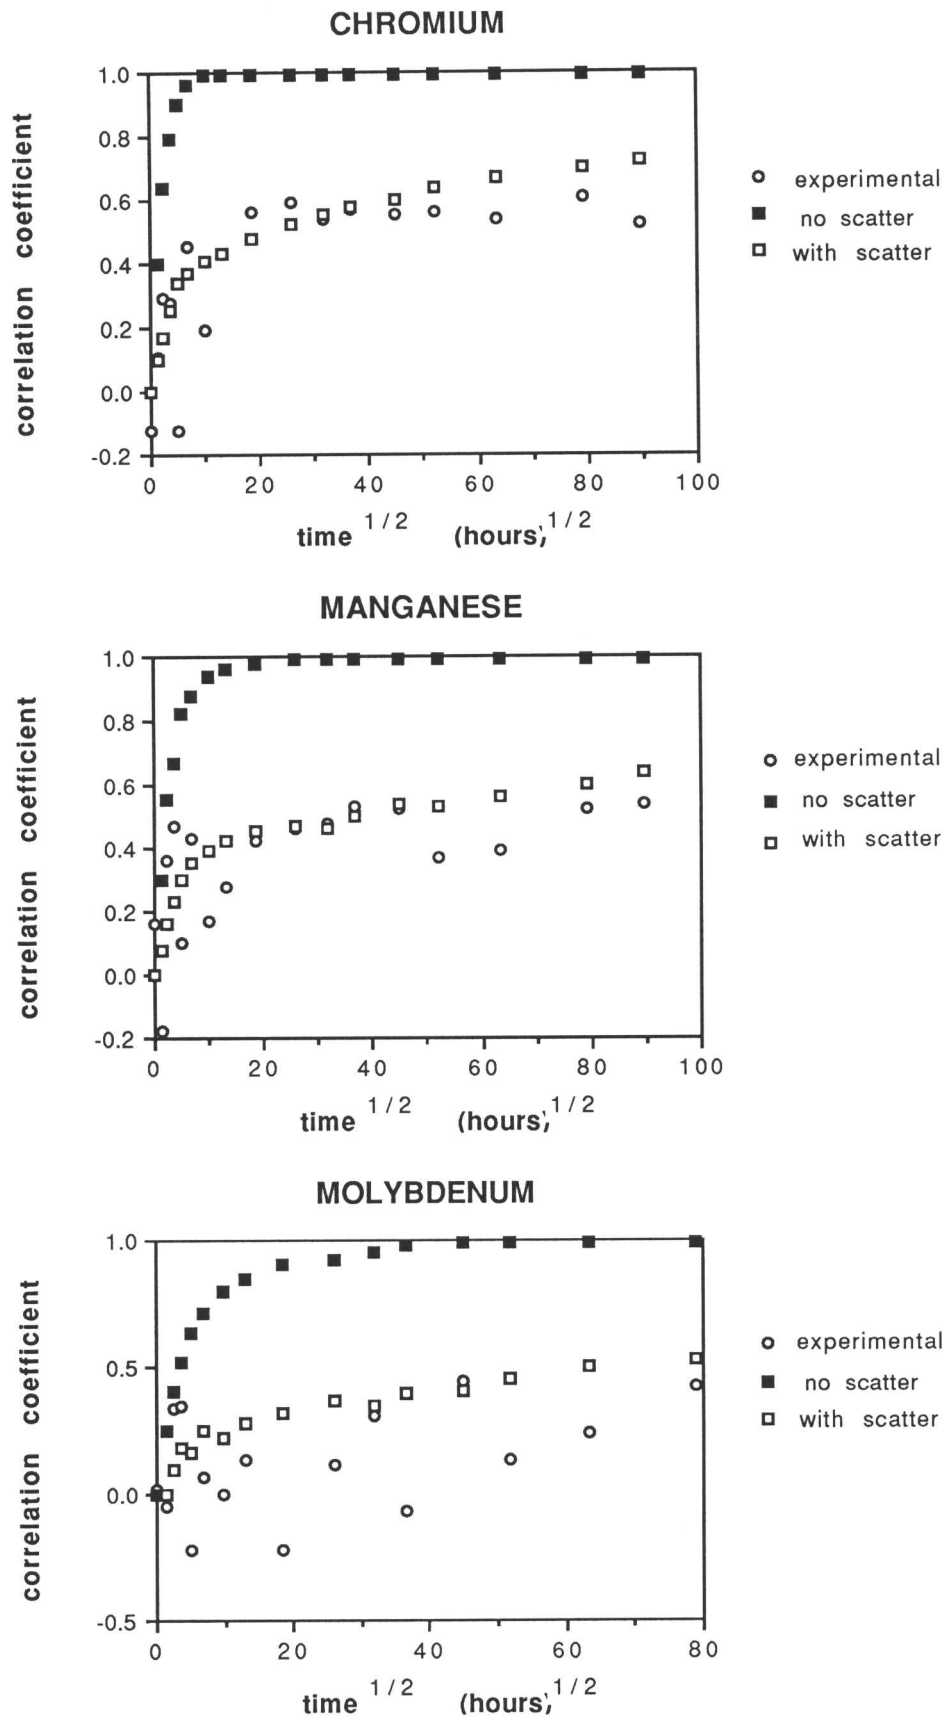 CHROMIUM
correlation coefficient
1.0
0.8
0.6
0.4
0.2
0.0
-0.2
0 20 40 60 80 100
time 1/2 (hours) 1/2
experimental
no scatter
with scatter
MANGANESE
correlation coefficient
1.0
0.8
0.6
0.4
0.2
0.0
-0.2
0 20 40 60 80 100
time 1/2 (hours) 1/2
experimental
no scatter
with scatter
MOLYBDENUM
correlation coefficient
1.0
0.5
0.0
-0.5
0 20 40 60 80
time 1/2 (hours) 1/2
experimental
no scatter
with scatter